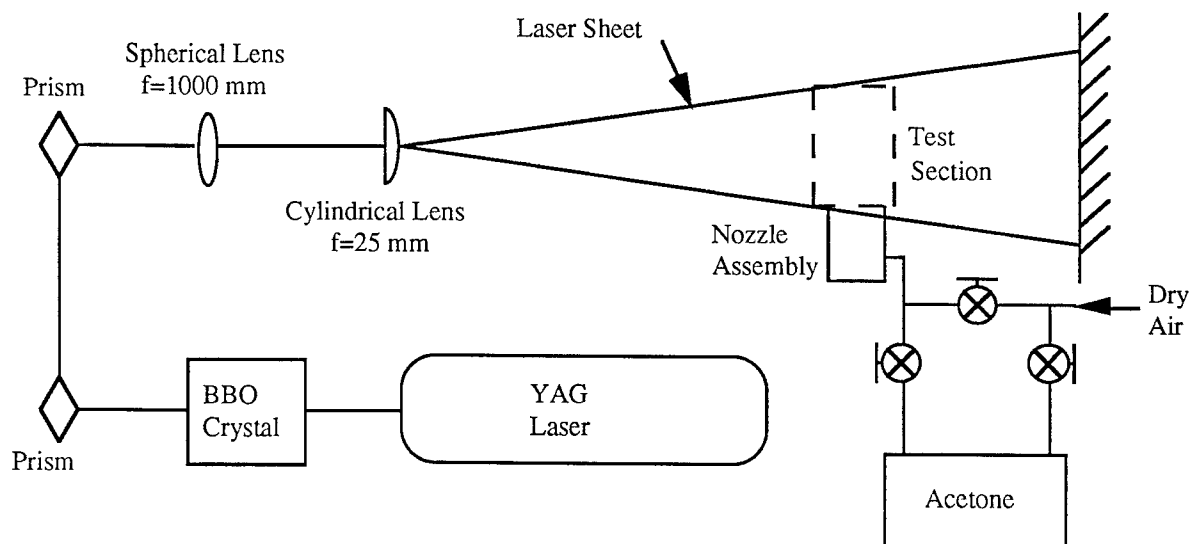 Laser Sheet
Spherical Lens
f=1000 mm
Prism
Test
Section
Cylindrical Lens
f=25 mm
Nozzle
Assembly
Dry
Air
BBO
Crystal
YAG
Laser
Prism
Acetone